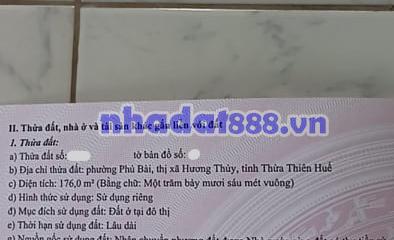 nhadat888.vn
II. Thửa đất, nhà ở và tài sản khác gắn liền với đất
1. Thửa đất:
a) Thửa đất số: tờ bản đồ số:
b) Địa chỉ thửa đất: phường Phú Bài, thị xã Hương Thủy, tỉnh Thừa Thiên Huế
c) Diện tích: 176,0 m² (Bằng chữ: Một trăm bảy mươi sáu mét vuông)
d) Hình thức sử dụng: Sử dụng riêng
đ) Mục đích sử dụng đất: Đất ở tại đô thị
e) Thời hạn sử dụng đất: Lâu dài